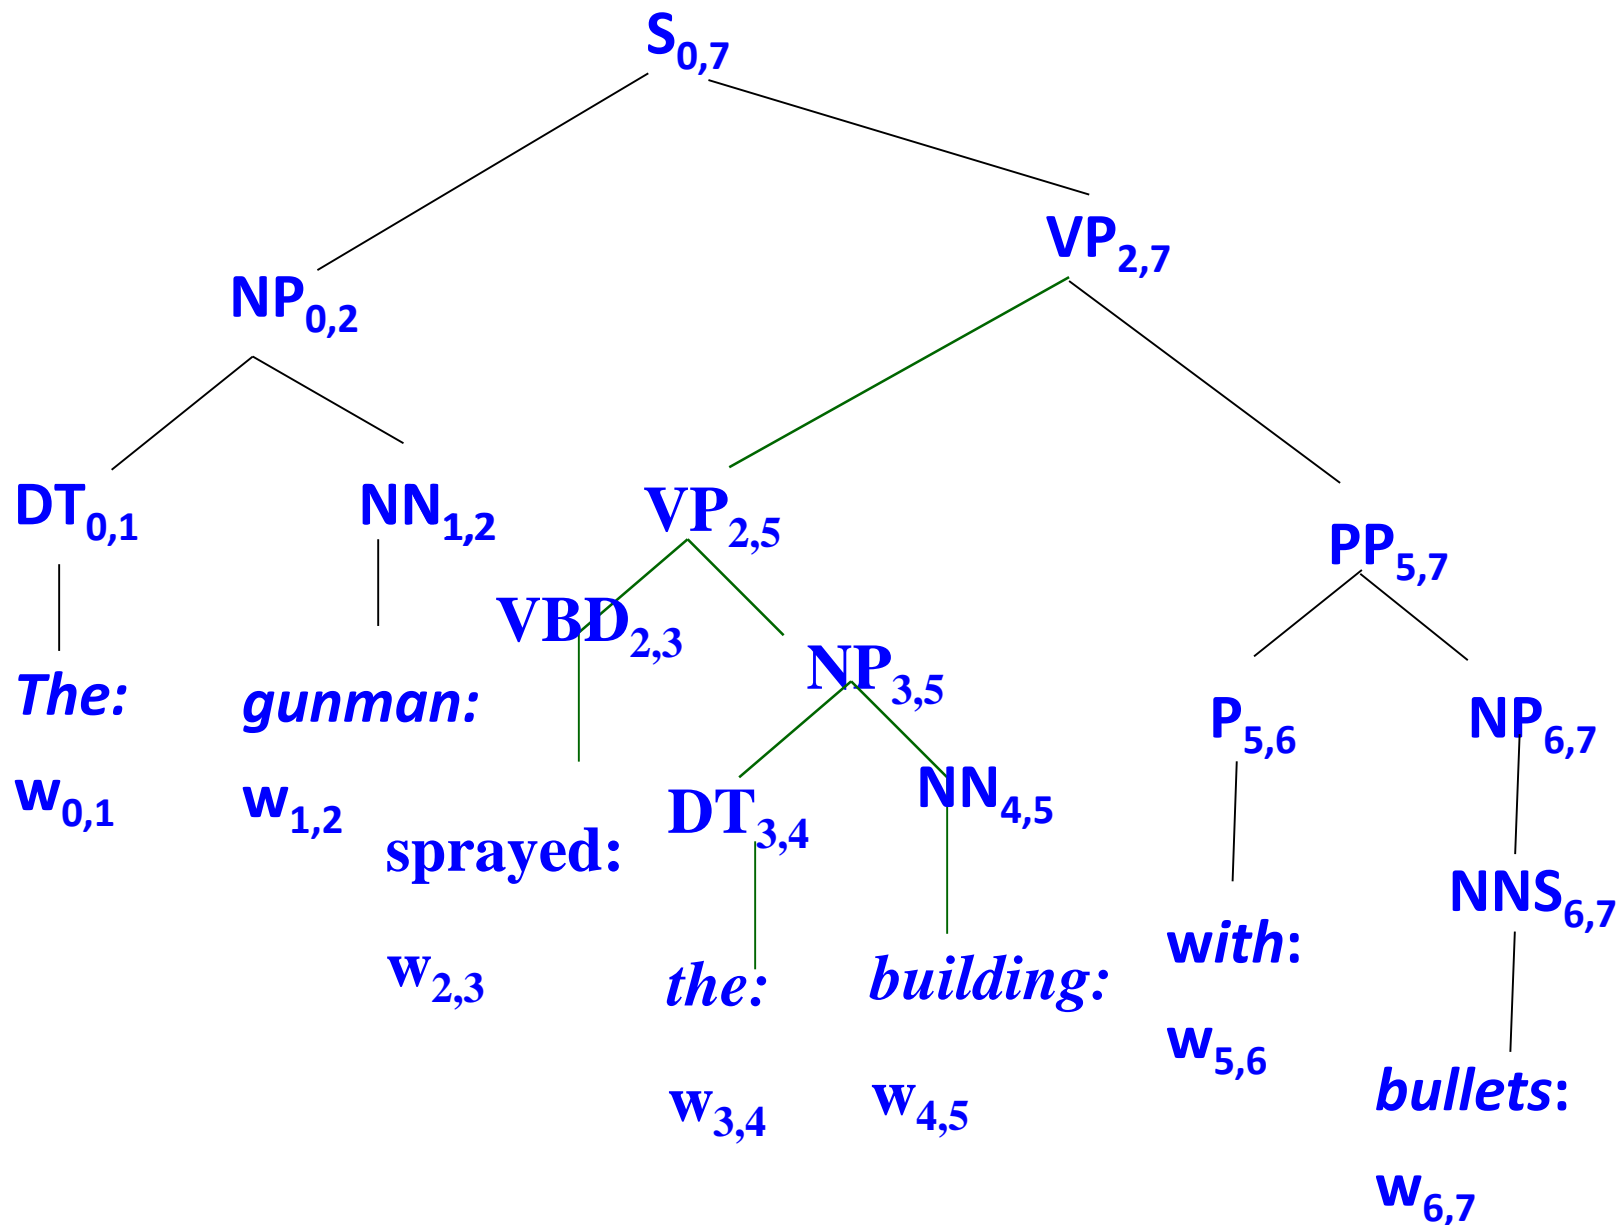 S0,7
VP2,7
NP0,2
DT0,1
NN1,2
VP2,5
PP5,7
VBD2,3
NP3,5
The:
gunman:
P5,6
NP6,7
w0,1
w1,2
DT3,4
NN4,5
sprayed:
NNS6,7
w2,3
the:
building:
with:
w5,6
w3,4
w4,5
bullets:
w6,7